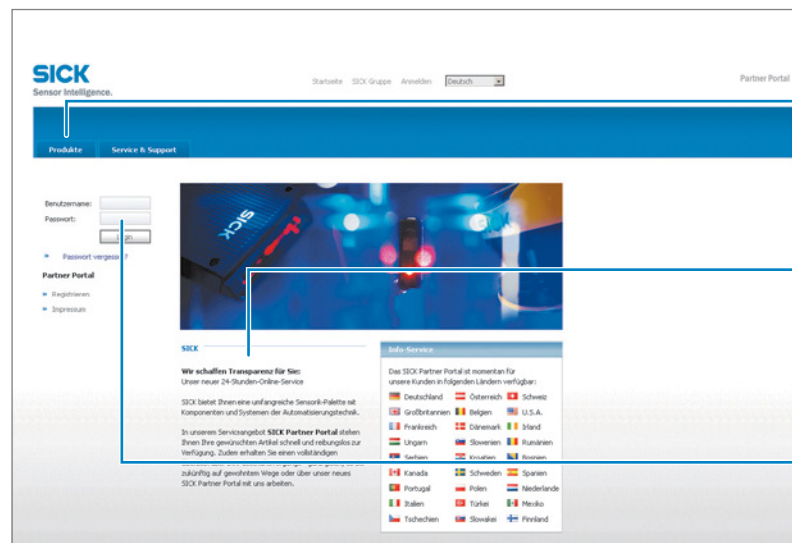 SICK
Sensor Intelligence.
Startseite SICK Gruppe Anmelden Deutsch
Partner Portal
Produkte Service & Support
Benutzername:
Passwort:
Login
» Passwort vergessen?
Partner Portal
» Registrieren
» Impressum
SICK
SICK
SICK
Wir schaffen Transparenz für Sie:
Unser neuer 24-Stunden-Online-Service
SICK bietet Ihnen eine umfangreiche Sensorik-Palette mit
Komponenten und Systemen der Automatisierungstechnik.
In unserem Serviceangebot SICK Partner Portal stehen
Ihnen Ihre gewünschten Artikel schnell und reibungslos zur
Verfügung. Zudem erhalten Sie einen vollständigen
zukünftig auf gewohntem Wege oder über unser neues
SICK Partner Portal mit uns arbeiten.
Info-Service
Das SICK Partner Portal ist momentan für
unsere Kunden in folgenden Ländern verfügbar:
Deutschland Österreich Schweiz
Großbritannien Belgien U.S.A.
Frankreich Dänemark Irland
Ungarn Slowenien Rumänien
Serbien Kroatien Bosnien
Kanada Schweden Spanien
Portugal Polen Niederlande
Italien Türkei Mexiko
Tschechien Slowakei Finnland